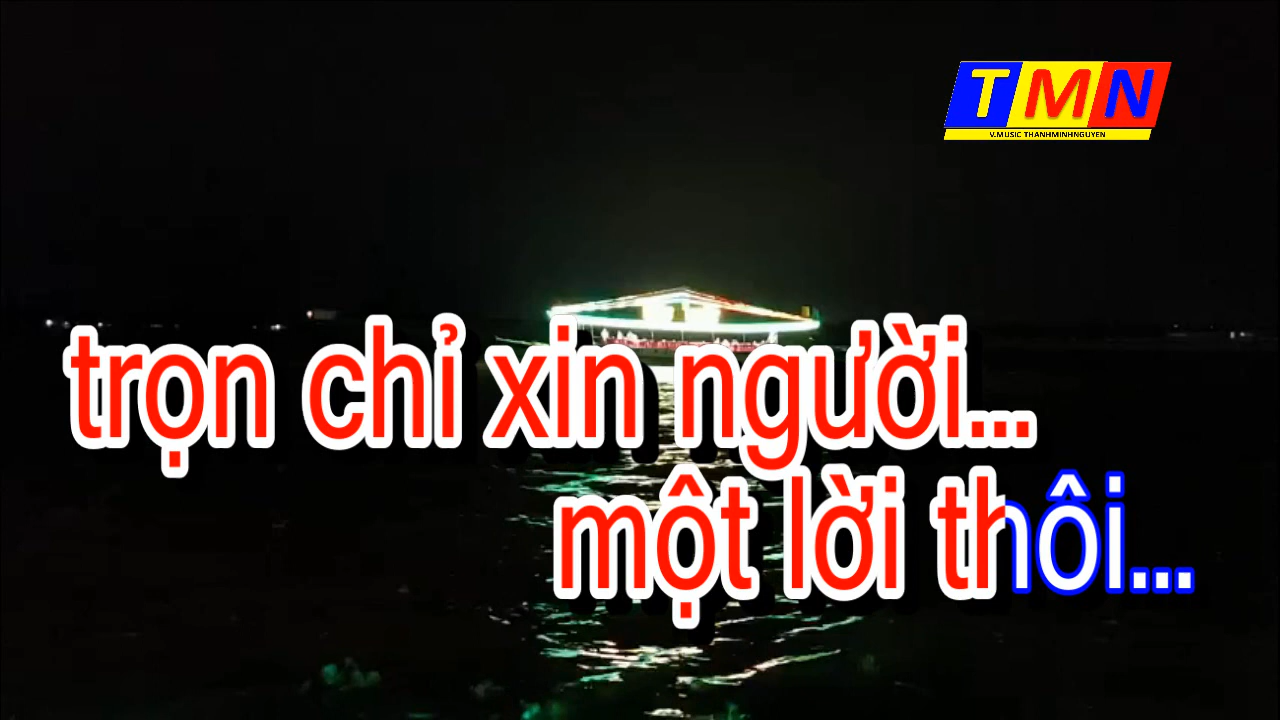 TMN
V.MUSIC THANHMINHNGUYEN
trọn chỉ xin người...
một lời thôi...